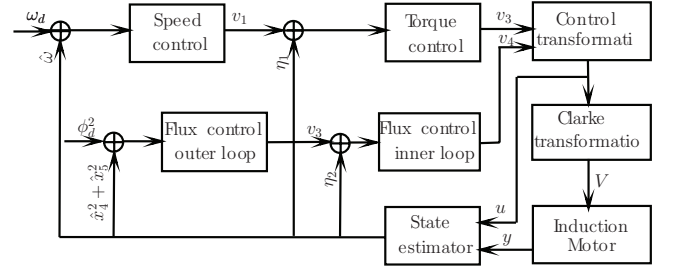 ω_d
Speed
control
v_1
Torque
control
v_3
Control
transformati
v_4
ω̂
η_1
ϕ_d^2
Flux control
outer loop
v_3
Flux control
inner loop
Clarke
transformatio
x̂_4^2 + x̂_5^2
η_2
V
State
estimator
u
y
Induction
Motor